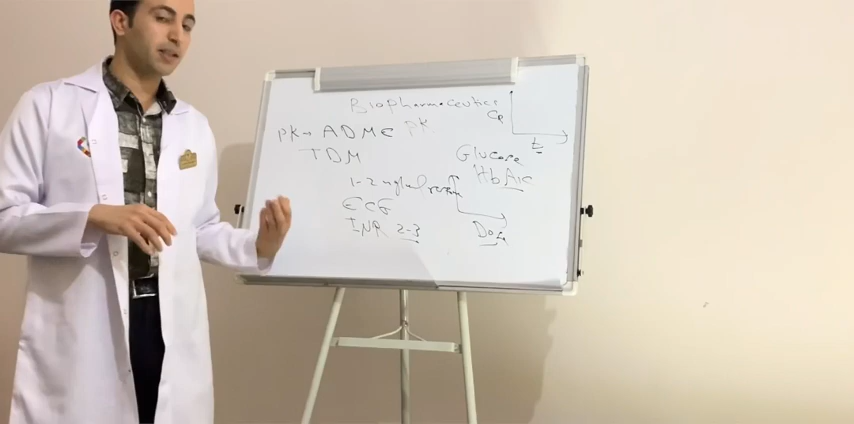 Biopharmaceutics
Cp
t
PK → ADME PK
TDM
Glucose
HbA1c
1-2 ng/ml
ECG
INR 2-3
Dose